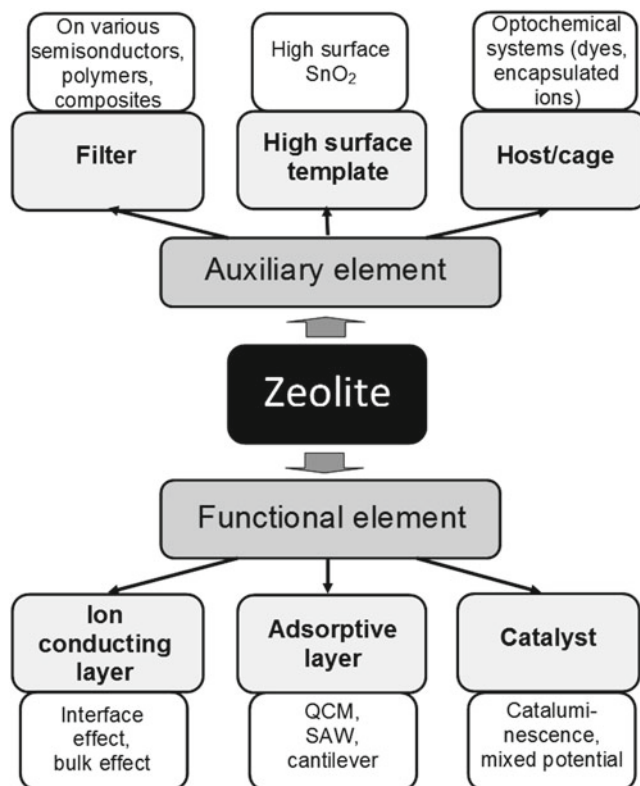 On various
semisonductors,
polymers,
composites
Filter
High surface
SnO₂
High surface
template
Optochemical
systems (dyes,
encapsulated
ions)
Host/cage
Auxiliary element
Zeolite
Functional element
Ion
conducting
layer
Interface
effect,
bulk effect
Adsorptive
layer
QCM,
SAW,
cantilever
Catalyst
Catalumi-
nescence,
mixed potential